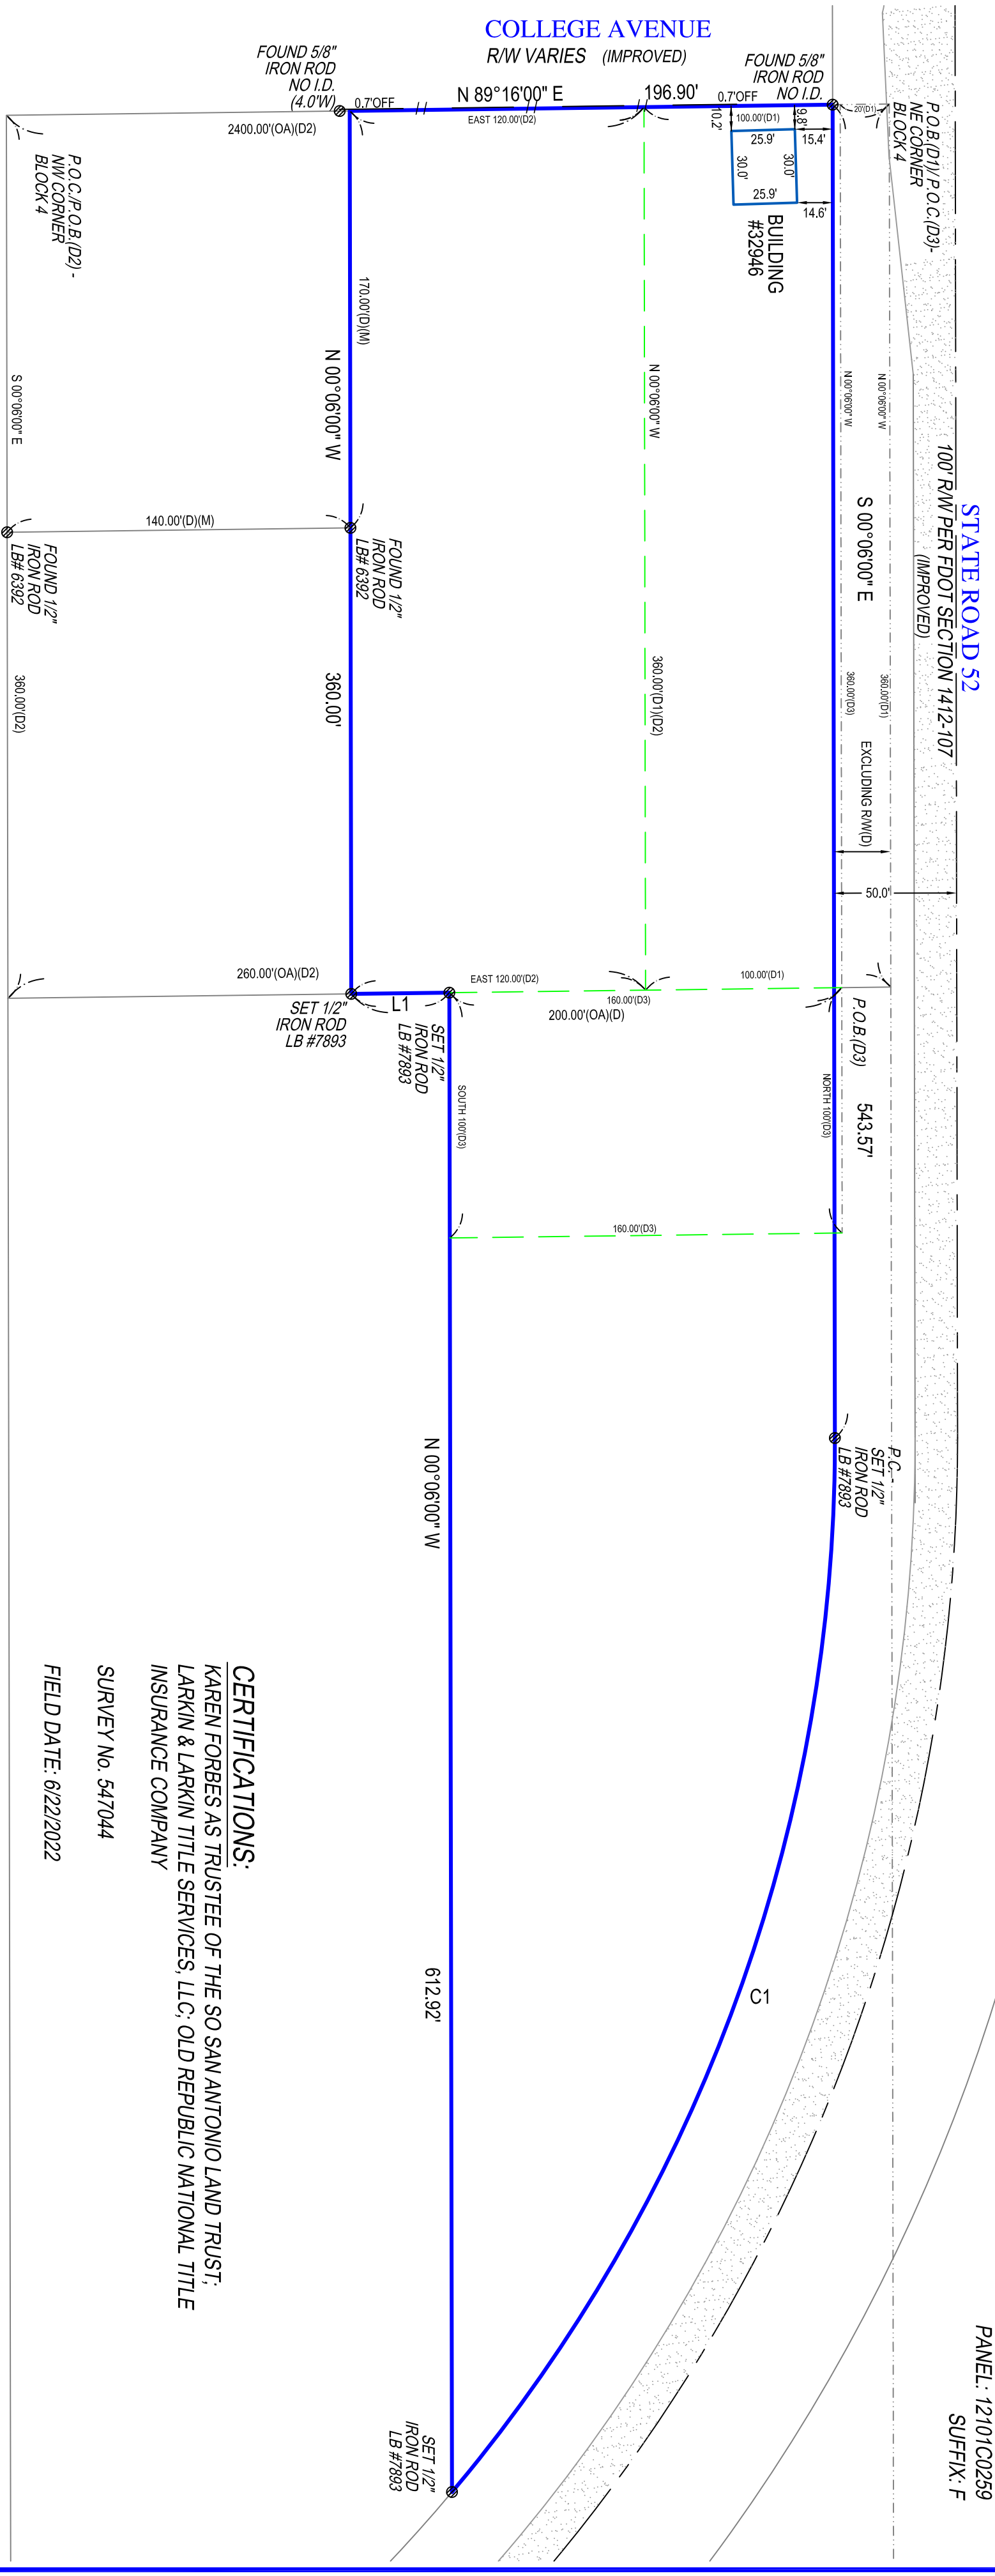 COLLEGE AVENUE
R/W VARIES (IMPROVED)
FOUND 5/8"
IRON ROD
NO I.D.
(4.0'W)
FOUND 5/8"
IRON ROD
NO I.D.
0.7'OFF
N 89°16'00" E
196.90'
0.7'OFF
20'(D1)
2400.00'(OA)(D2)
EAST 120.00'(D2)
100.00'(D1)
10.2'
9.8'
15.4'
25.9'
30.0'
30.0'
25.9'
14.6'
BUILDING
#32946
P.O.B.(D1)/ P.O.C.(D3)-
NE CORNER
BLOCK 4
P.O.C./P.O.B.(D2) -
NW CORNER
BLOCK 4
STATE ROAD 52
100' R/W PER FDOT SECTION 1412-107
(IMPROVED)
170.00'(D)(M)
N 00°06'00" W
360.00'
N 00°06'00" W
360.00'(D1)(D2)
N 00°06'00" W
360.00'(D3)
N 00°06'00" W
360.00'(D1)
S 00°06'00" E
543.57'
S 00°06'00" E
360.00'(D2)
140.00'(D)(M)
FOUND 1/2"
IRON ROD
LB# 6392
FOUND 1/2"
IRON ROD
LB# 6392
EXCLUDING R/W(D)
50.0'
260.00'(OA)(D2)
EAST 120.00'(D2)
100.00'(D1)
160.00'(D3)
200.00'(OA)(D)
L1
SET 1/2"
IRON ROD
LB #7893
SET 1/2"
IRON ROD
LB #7893
P.O.B.(D3)
SOUTH 100'(D3)
NORTH 100'(D3)
160.00'(D3)
P.C. -
SET 1/2"
IRON ROD
LB #7893
N 00°06'00" W
612.92'
C1
SET 1/2"
IRON ROD
LB #7893
CERTIFICATIONS:
KAREN FORBES AS TRUSTEE OF THE SO SAN ANTONIO LAND TRUST;
LARKIN & LARKIN TITLE SERVICES, LLC; OLD REPUBLIC NATIONAL TITLE
INSURANCE COMPANY
SURVEY No. 547044
FIELD DATE: 6/22/2022
PANEL: 12101C0259
SUFFIX: F